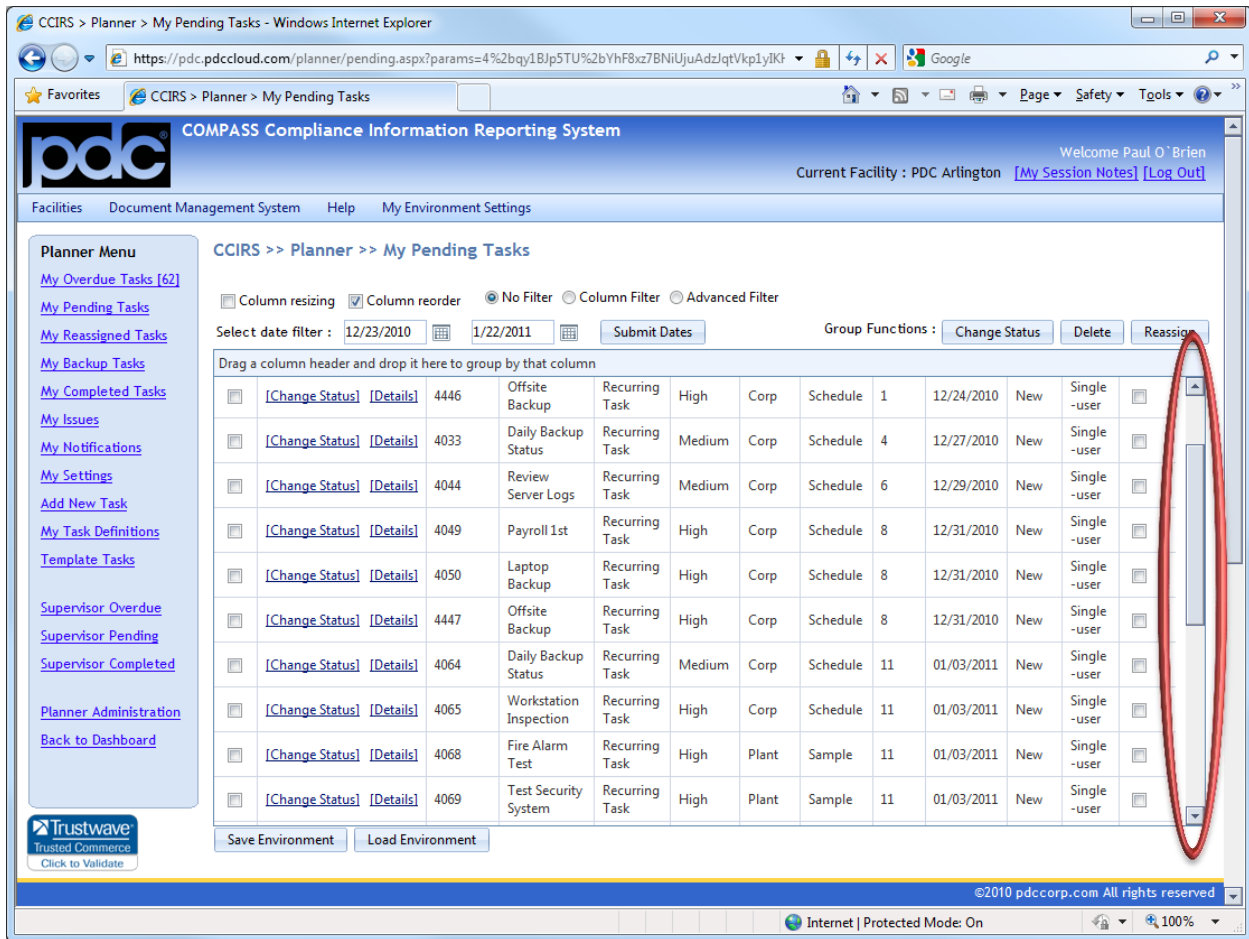 CCIRS > Planner > My Pending Tasks - Windows Internet Explorer
https://pdc.pdccloud.com/planner/pending.aspx?params=4%2bqy1BJp5TU%2bYhF8xz7BNiUjuAdzJqtVkp1yIKH Google
Favorites CCIRS > Planner > My Pending Tasks Page Safety Tools
pdc® COMPASS Compliance Information Reporting System
Welcome Paul O`Brien
Current Facility : PDC Arlington [My Session Notes] [Log Out]
Facilities Document Management System Help My Environment Settings
Planner Menu
My Overdue Tasks [62]
My Pending Tasks
My Reassigned Tasks
My Backup Tasks
My Completed Tasks
My Issues
My Notifications
My Settings
Add New Task
My Task Definitions
Template Tasks
Supervisor Overdue
Supervisor Pending
Supervisor Completed
Planner Administration
Back to Dashboard
Trustwave®
Trusted Commerce
Click to Validate
CCIRS >> Planner >> My Pending Tasks
Column resizing Column reorder No Filter Column Filter Advanced Filter
Select date filter : 12/23/2010 1/22/2011 Submit Dates Group Functions : Change Status Delete Reassign
Drag a column header and drop it here to group by that column
[Change Status] [Details] 4446 Offsite Backup Recurring Task High Corp Schedule 1 12/24/2010 New Single-user
[Change Status] [Details] 4033 Daily Backup Status Recurring Task Medium Corp Schedule 4 12/27/2010 New Single-user
[Change Status] [Details] 4044 Review Server Logs Recurring Task Medium Corp Schedule 6 12/29/2010 New Single-user
[Change Status] [Details] 4049 Payroll 1st Recurring Task High Corp Schedule 8 12/31/2010 New Single-user
[Change Status] [Details] 4050 Laptop Backup Recurring Task High Corp Schedule 8 12/31/2010 New Single-user
[Change Status] [Details] 4447 Offsite Backup Recurring Task High Corp Schedule 8 12/31/2010 New Single-user
[Change Status] [Details] 4064 Daily Backup Status Recurring Task Medium Corp Schedule 11 01/03/2011 New Single-user
[Change Status] [Details] 4065 Workstation Inspection Recurring Task High Corp Schedule 11 01/03/2011 New Single-user
[Change Status] [Details] 4068 Fire Alarm Test Recurring Task High Plant Sample 11 01/03/2011 New Single-user
[Change Status] [Details] 4069 Test Security System Recurring Task High Plant Sample 11 01/03/2011 New Single-user
Save Environment Load Environment
©2010 pdccorp.com All rights reserved
Internet | Protected Mode: On 100%